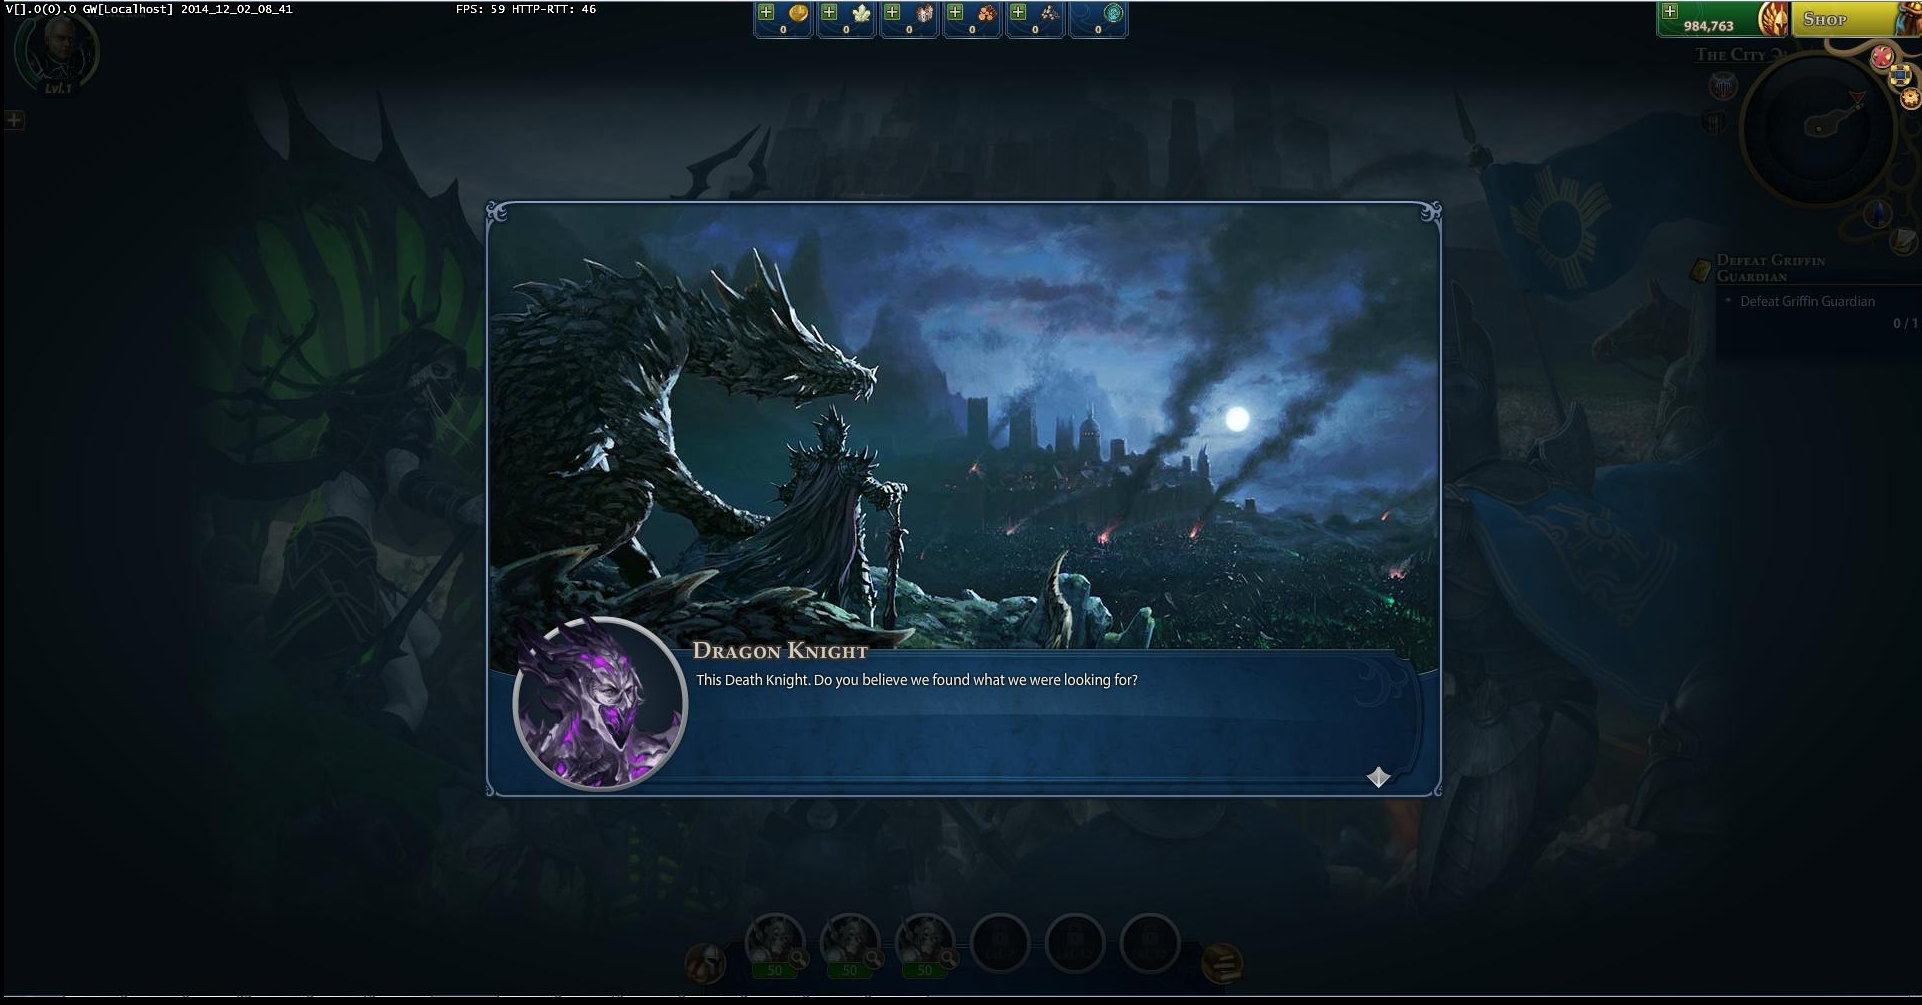 V[].0(0).0 GW[Localhost] 2014_12_02_08_41
FPS: 59 HTTP-RTT: 46
0
0
0
0
0
0
984,763
Shop
Lvl.1
The City
Defeat Griffin
Guardian
Defeat Griffin Guardian
0 / 1
Dragon Knight
This Death Knight. Do you believe we found what we were looking for?
50
50
50